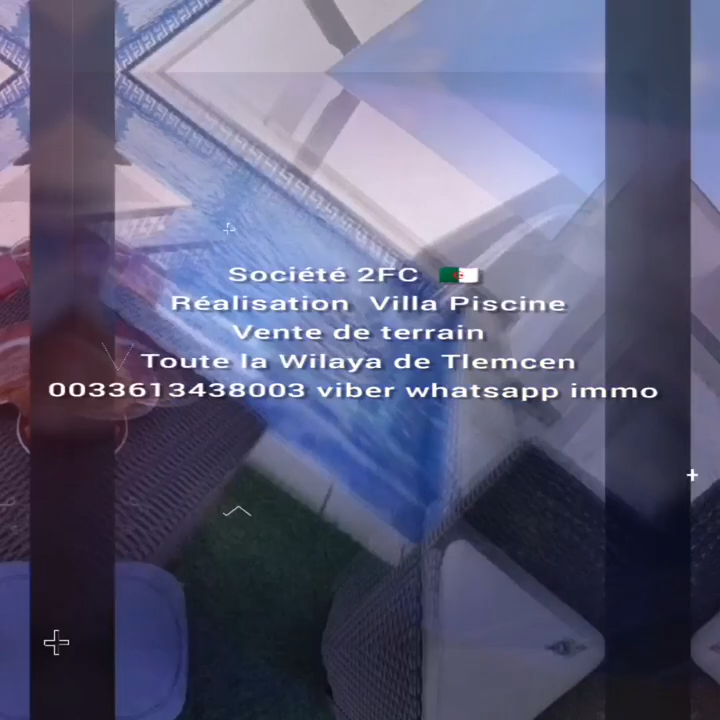 Société 2FC 🇩🇿
Réalisation Villa Piscine
Vente de terrain
Toute la Wilaya de Tlemcen
0033613438003 viber whatsapp immo